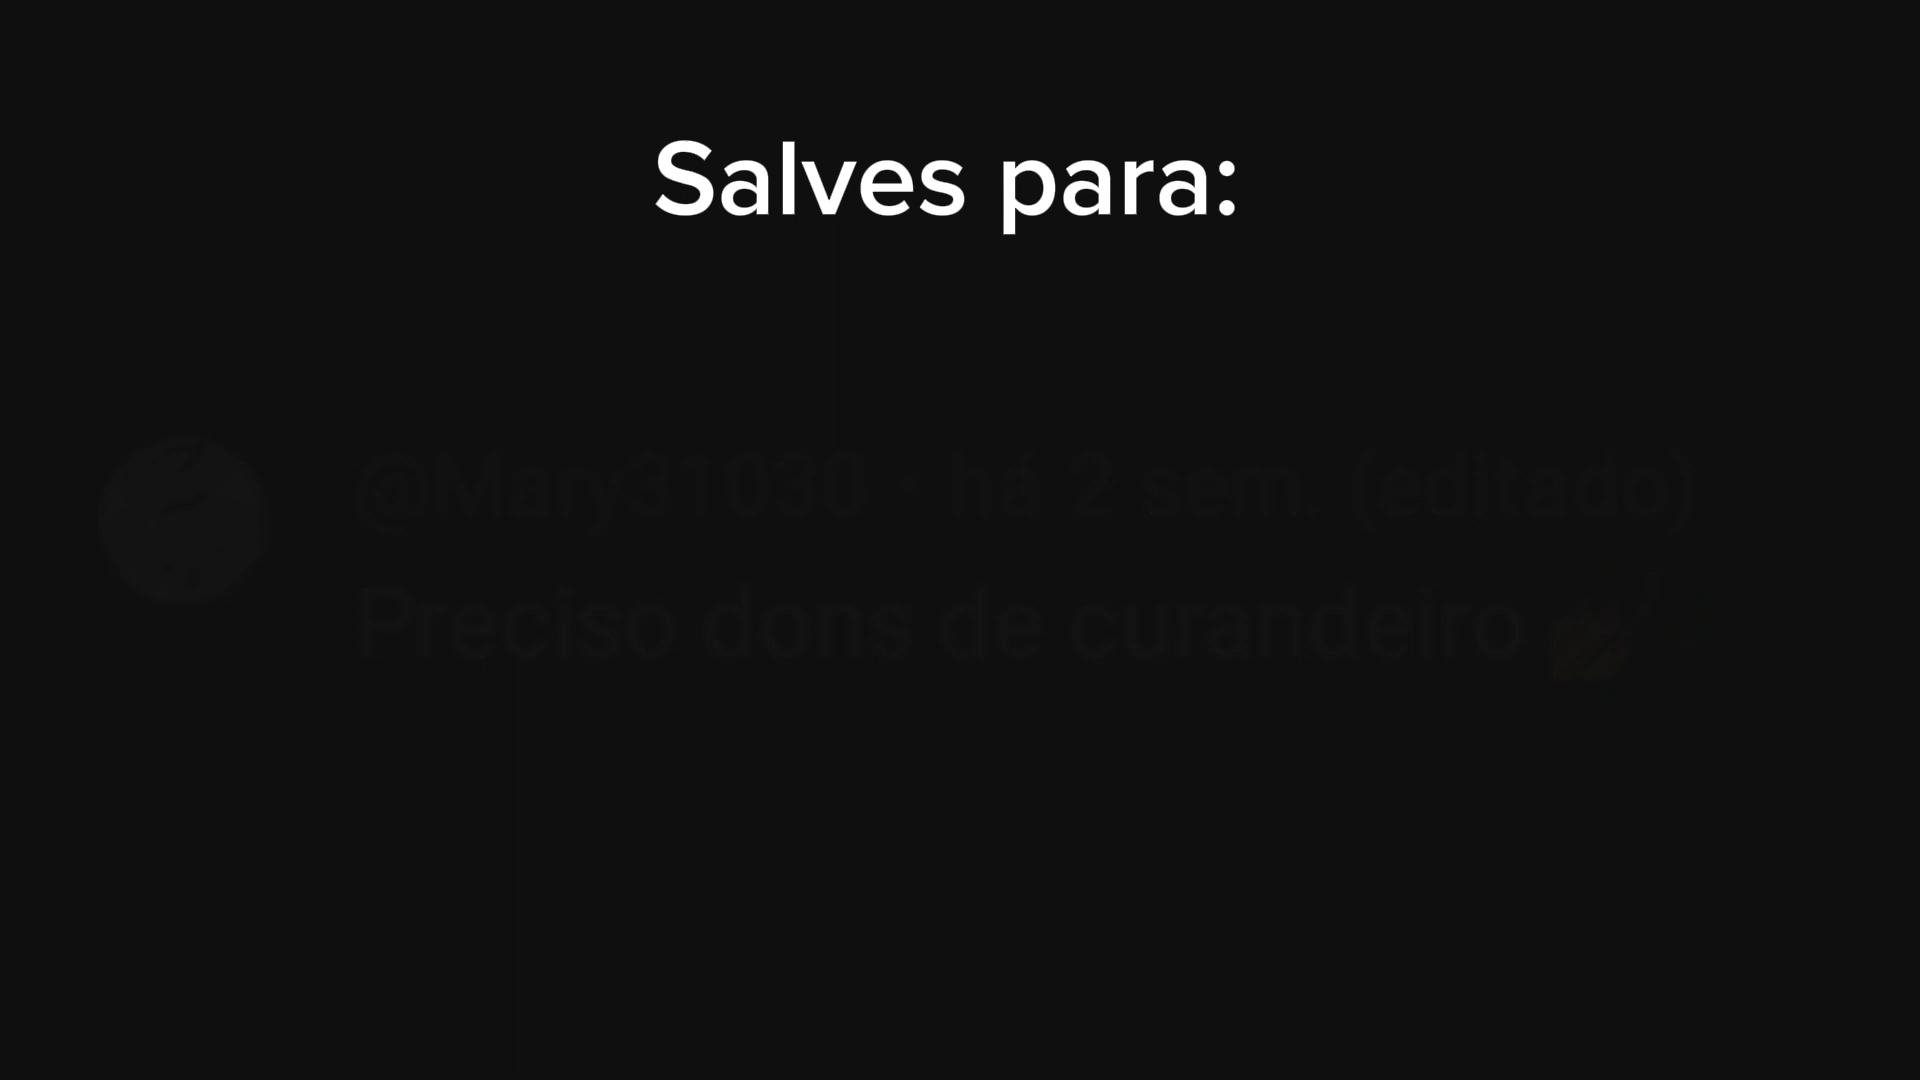 Salves para:
@Mary31030 · há 2 sem. (editado)
Preciso dons de curandeiro